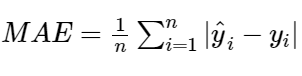 MAE = \frac{1}{n} \sum_{i=1}^{n} |\hat{y}_i - y_i|